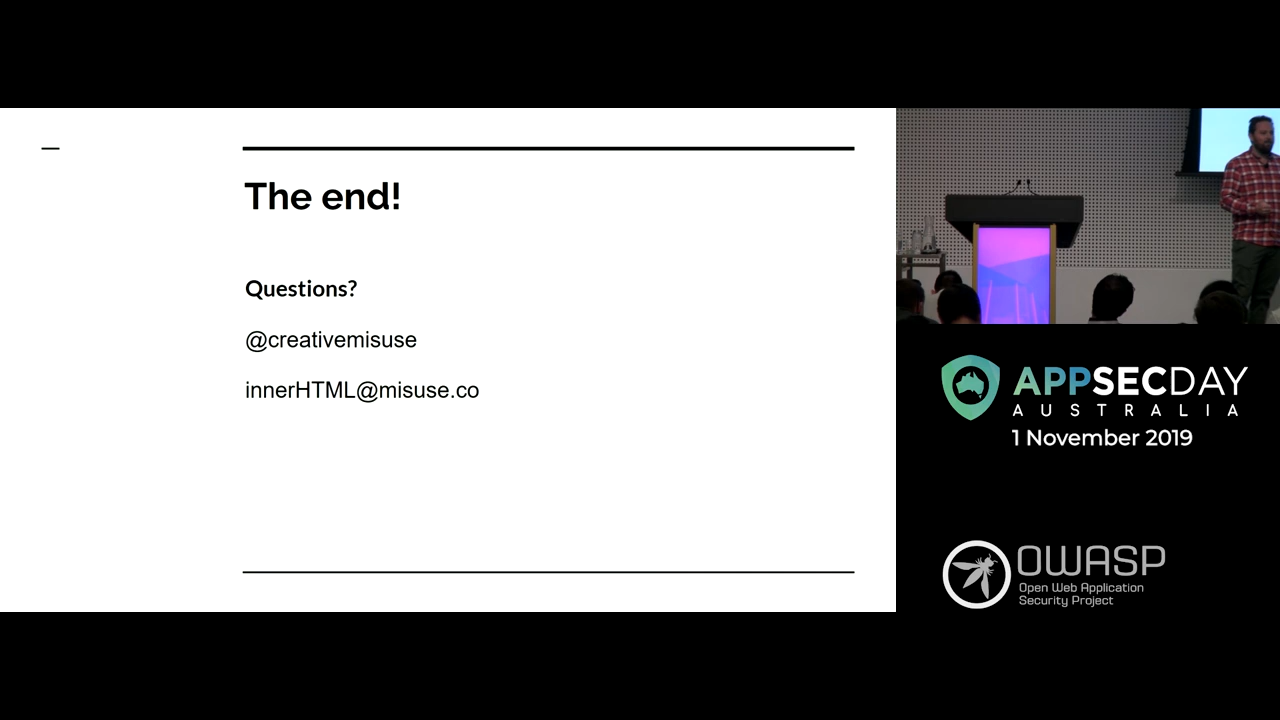 The end!
Questions?
@creativemisuse
innerHTML@misuse.co
APPSECDAY
AUSTRALIA
1 November 2019
OWASP
Open Web Application
Security Project